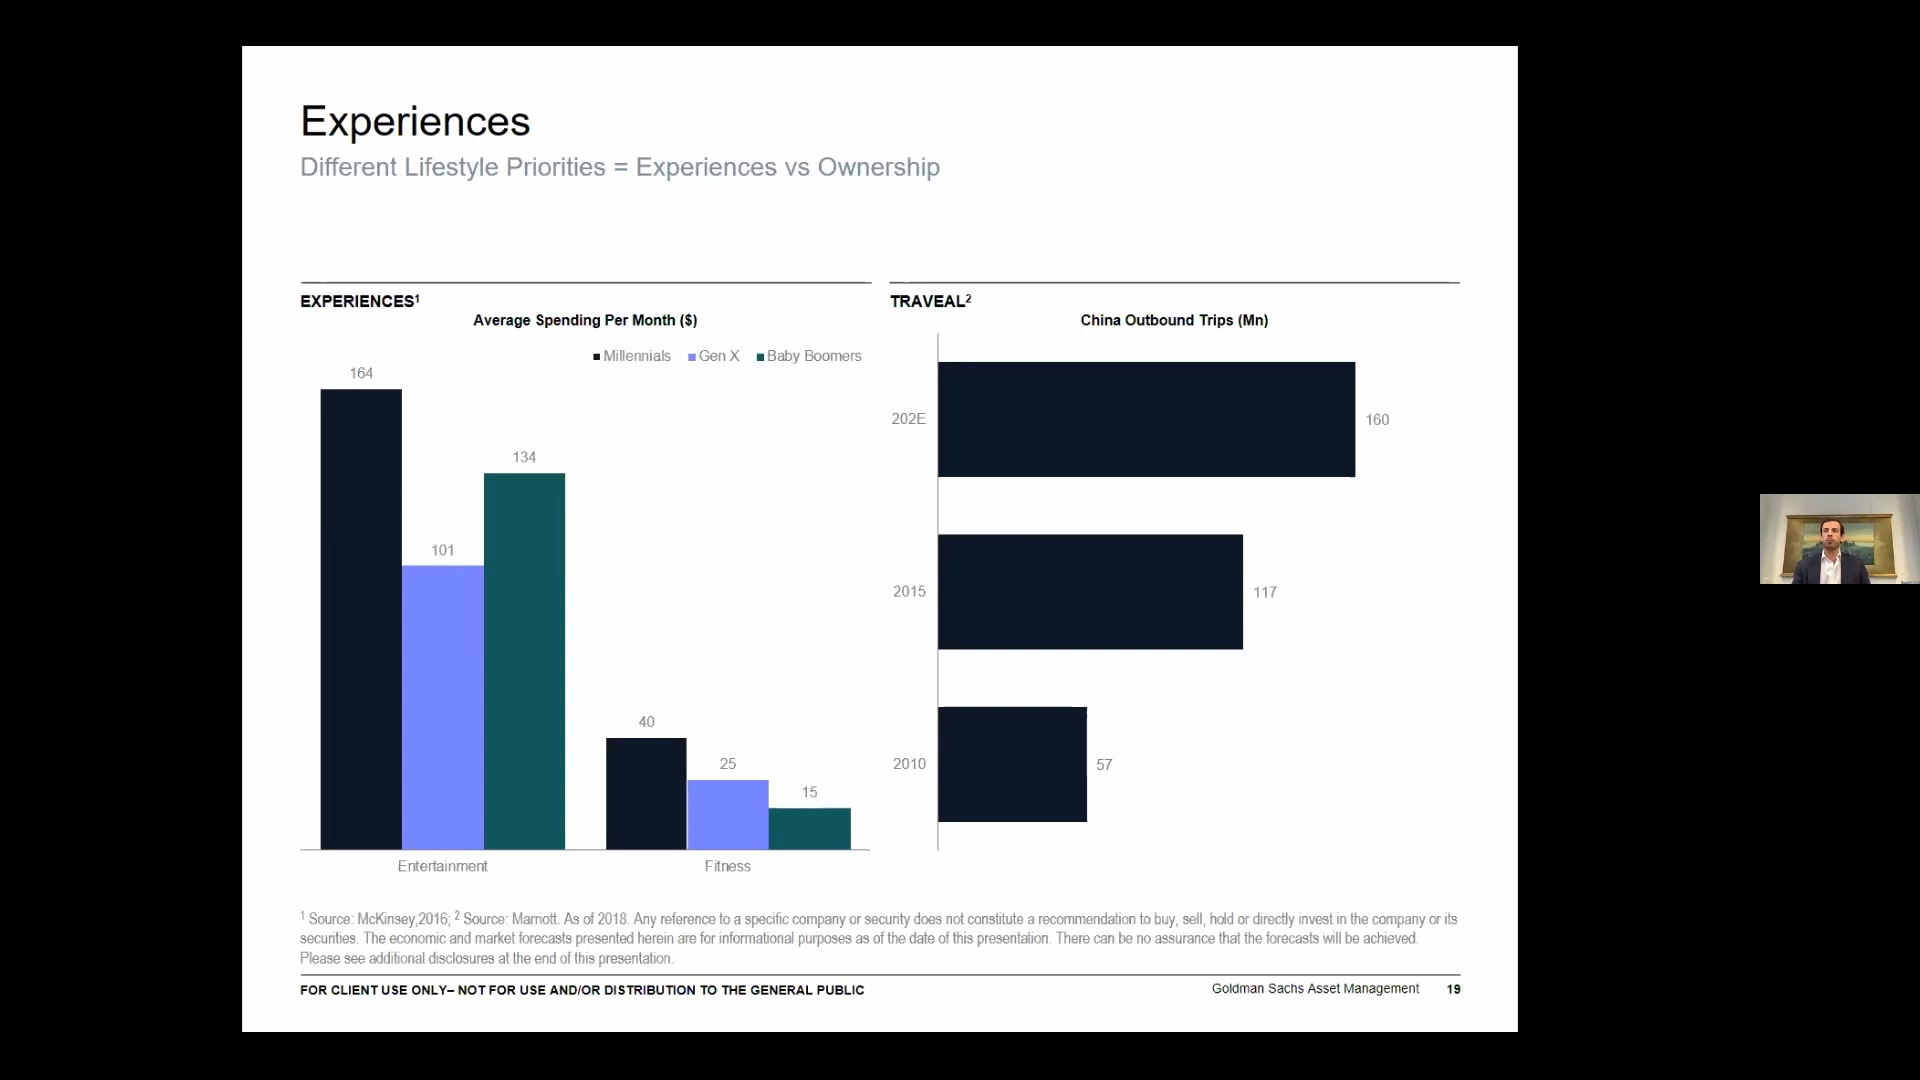 Experiences
Different Lifestyle Priorities = Experiences vs Ownership
EXPERIENCES¹
Average Spending Per Month ($)
Millennials Gen X Baby Boomers
164
101
134
40
25
15
Entertainment
Fitness
TRAVEAL²
China Outbound Trips (Mn)
202E
160
2015
117
2010
57
¹ Source: McKinsey,2016; ² Source: Marriott. As of 2018. Any reference to a specific company or security does not constitute a recommendation to buy, sell, hold or directly invest in the company or its
securities. The economic and market forecasts presented herein are for informational purposes as of the date of this presentation. There can be no assurance that the forecasts will be achieved.
Please see additional disclosures at the end of this presentation.
FOR CLIENT USE ONLY– NOT FOR USE AND/OR DISTRIBUTION TO THE GENERAL PUBLIC
Goldman Sachs Asset Management 19